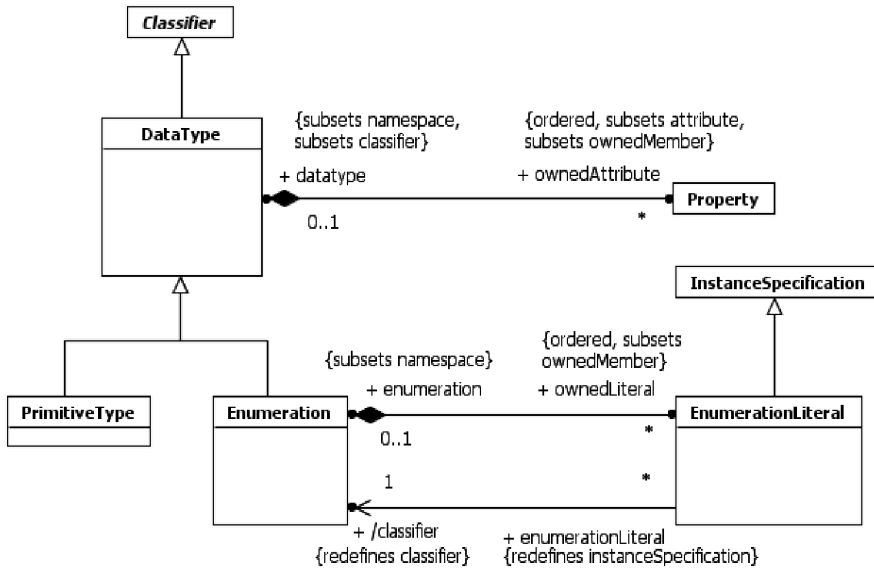 Classifier
DataType
{subsets namespace,
subsets classifier}
+ datatype
0..1
{ordered, subsets attribute,
subsets ownedMember}
+ ownedAttribute
*
Property
InstanceSpecification
PrimitiveType
Enumeration
{subsets namespace}
+ enumeration
0..1
{ordered, subsets
ownedMember}
+ ownedLiteral
*
EnumerationLiteral
1
*
+ /classifier
{redefines classifier}
+ enumerationLiteral
{redefines instanceSpecification}